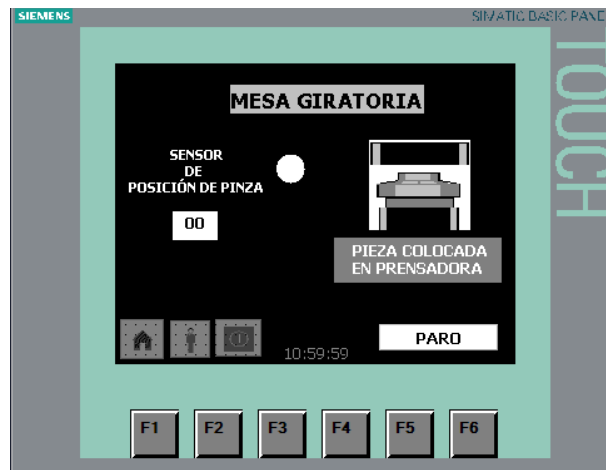 SIEMENS
SIMATIC BASIC PANE
TOUCH
MESA GIRATORIA
SENSOR
DE
POSICIÓN DE PINZA
00
PIEZA COLOCADA
EN PRENSADORA
10:59:59
PARO
F1 F2 F3 F4 F5 F6